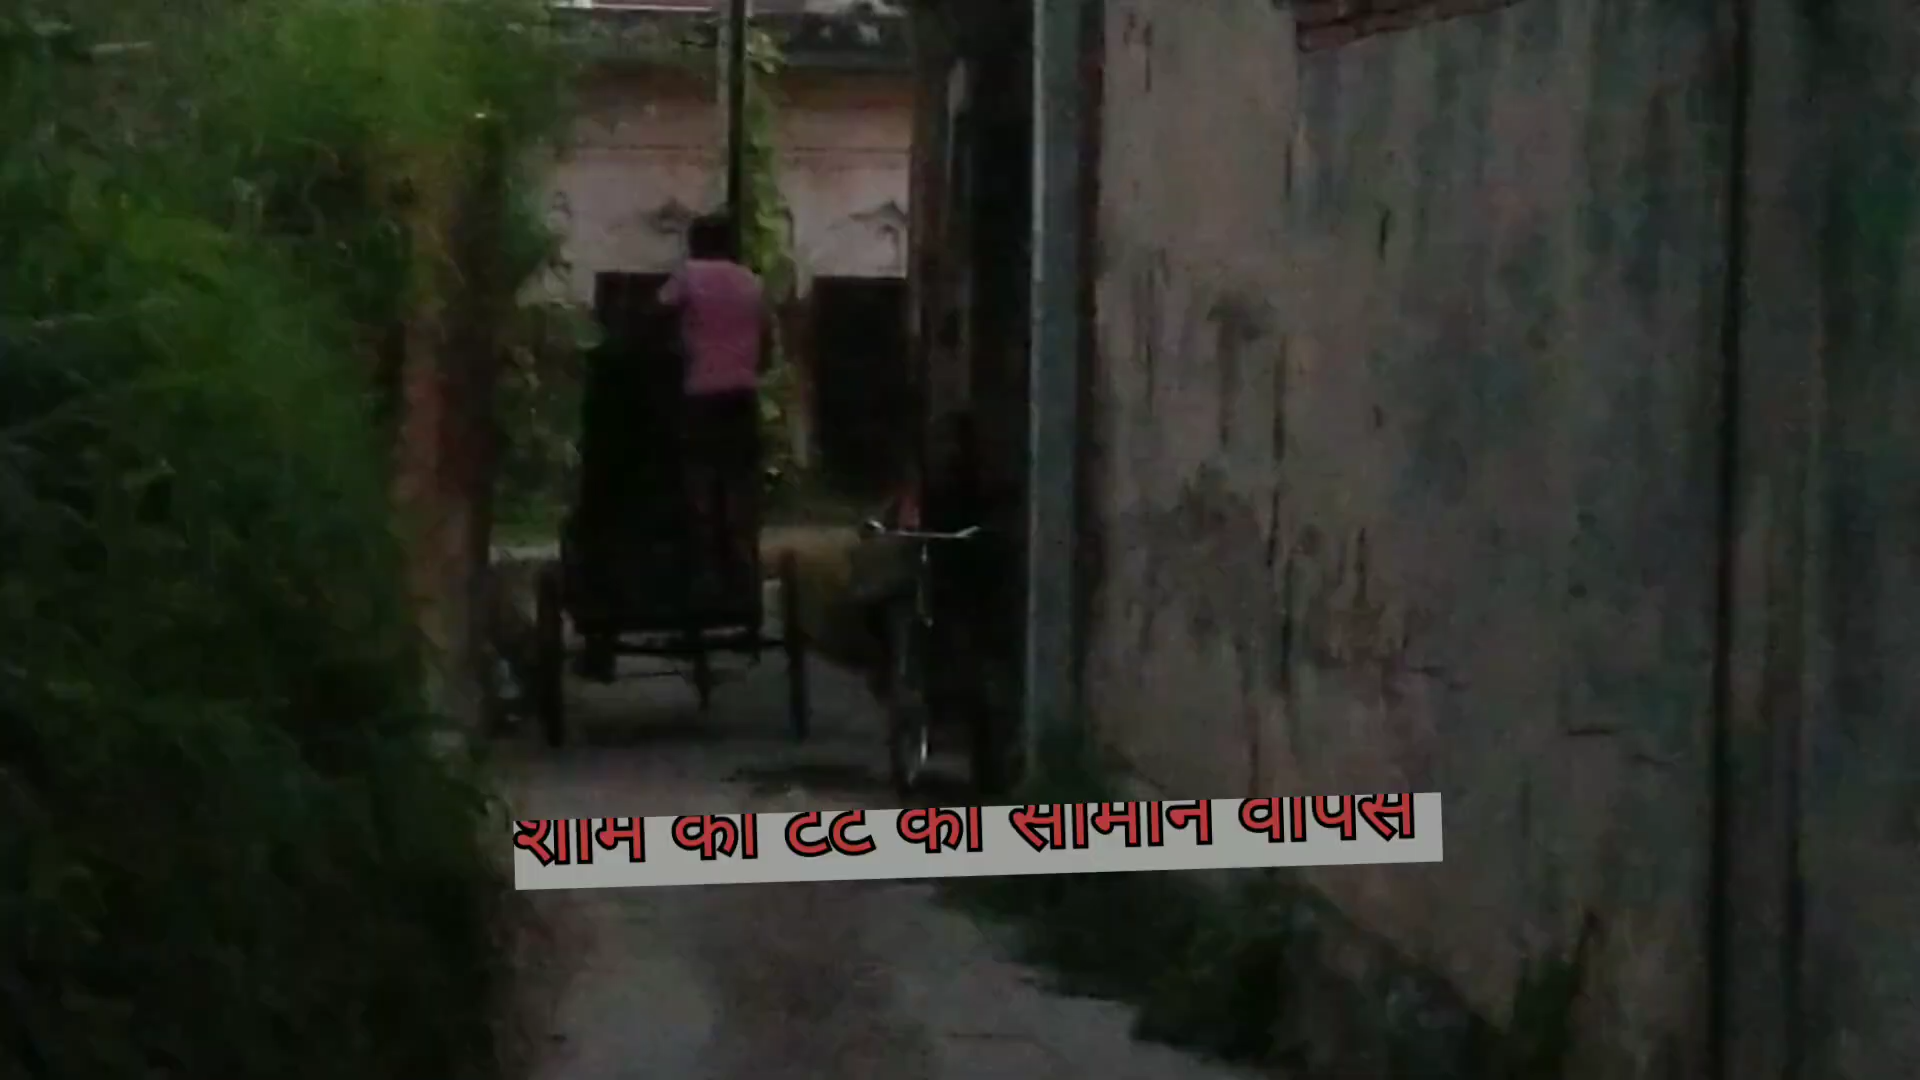 शाम को टेंट का सामान वापस